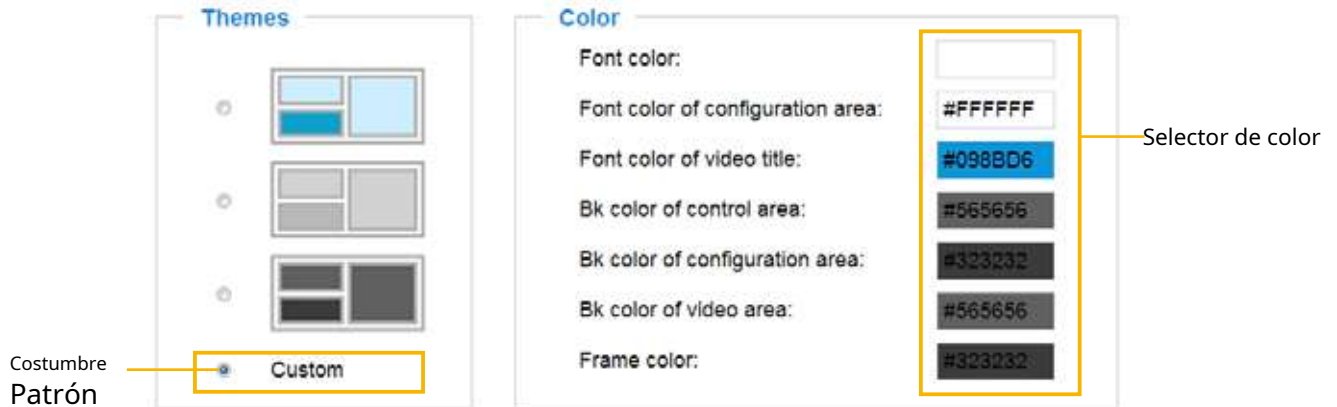 Themes
Color
Font color:
Font color of configuration area: #FFFFFF
Font color of video title: #098BD6
Bk color of control area: #565656
Bk color of configuration area: #323232
Bk color of video area: #565656
Frame color: #323232
Selector de color
Costumbre
Patrón
Custom